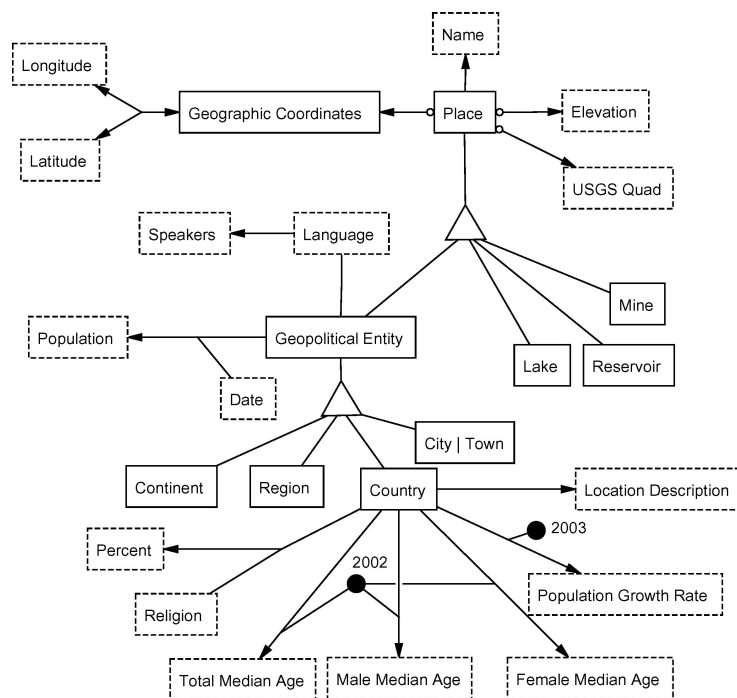 Name
Longitude
Geographic Coordinates
Place
Elevation
Latitude
USGS Quad
Speakers
Language
Mine
Population
Geopolitical Entity
Lake
Reservoir
Date
City | Town
Continent
Region
Country
Location Description
2003
Percent
2002
Population Growth Rate
Religion
Total Median Age
Male Median Age
Female Median Age